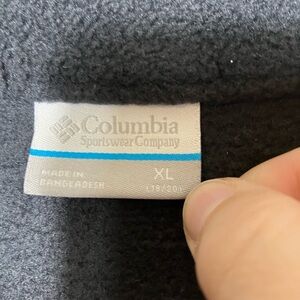 Columbia
Sportswear Company
MADE IN
BANGLADESH
XL
(18/20)